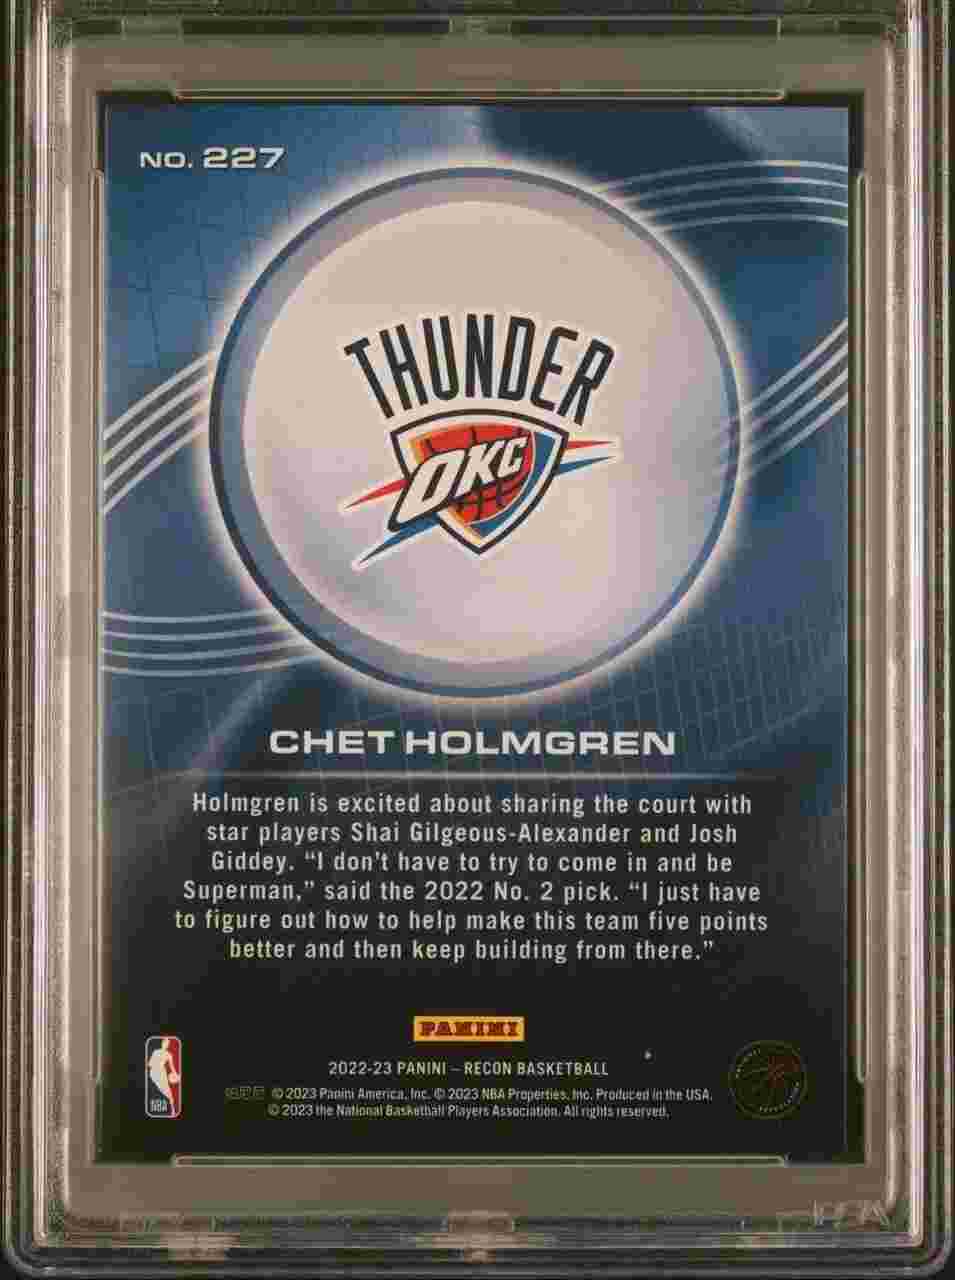 NO. 227
THUNDER
OKC
CHET HOLMGREN
Holmgren is excited about sharing the court with
star players Shai Gilgeous-Alexander and Josh
Giddey. “I don't have to try to come in and be
Superman,” said the 2022 No. 2 pick. “I just have
to figure out how to help make this team five points
better and then keep building from there.”
PANINI
2022-23 PANINI – RECON BASKETBALL
© 2023 Panini America, Inc. © 2023 NBA Properties, Inc. Produced in the USA.
© 2023 the National Basketball Players Association. All rights reserved.
NBA